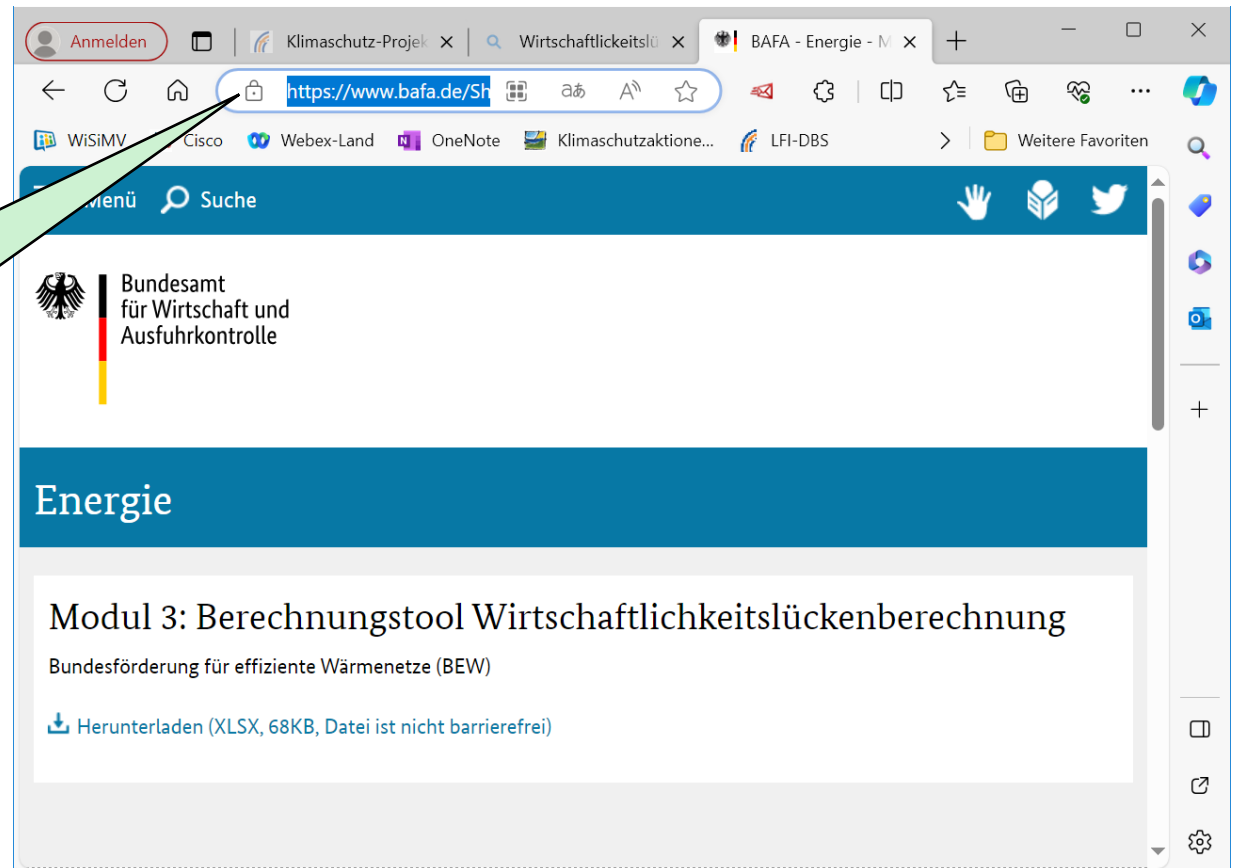 Anmelden
Klimaschutz-Projek
Wirtschaftlickeitslü
BAFA - Energie - M
https://www.bafa.de/Sh
WiSiMV
Cisco
Webex-Land
OneNote
Klimaschutzaktione...
LFI-DBS
Weitere Favoriten
Menü
Suche
Bundesamt
für Wirtschaft und
Ausfuhrkontrolle
Energie
Modul 3: Berechnungstool Wirtschaftlichkeitslückenberechnung
Bundesförderung für effiziente Wärmenetze (BEW)
Herunterladen (XLSX, 68KB, Datei ist nicht barrierefrei)